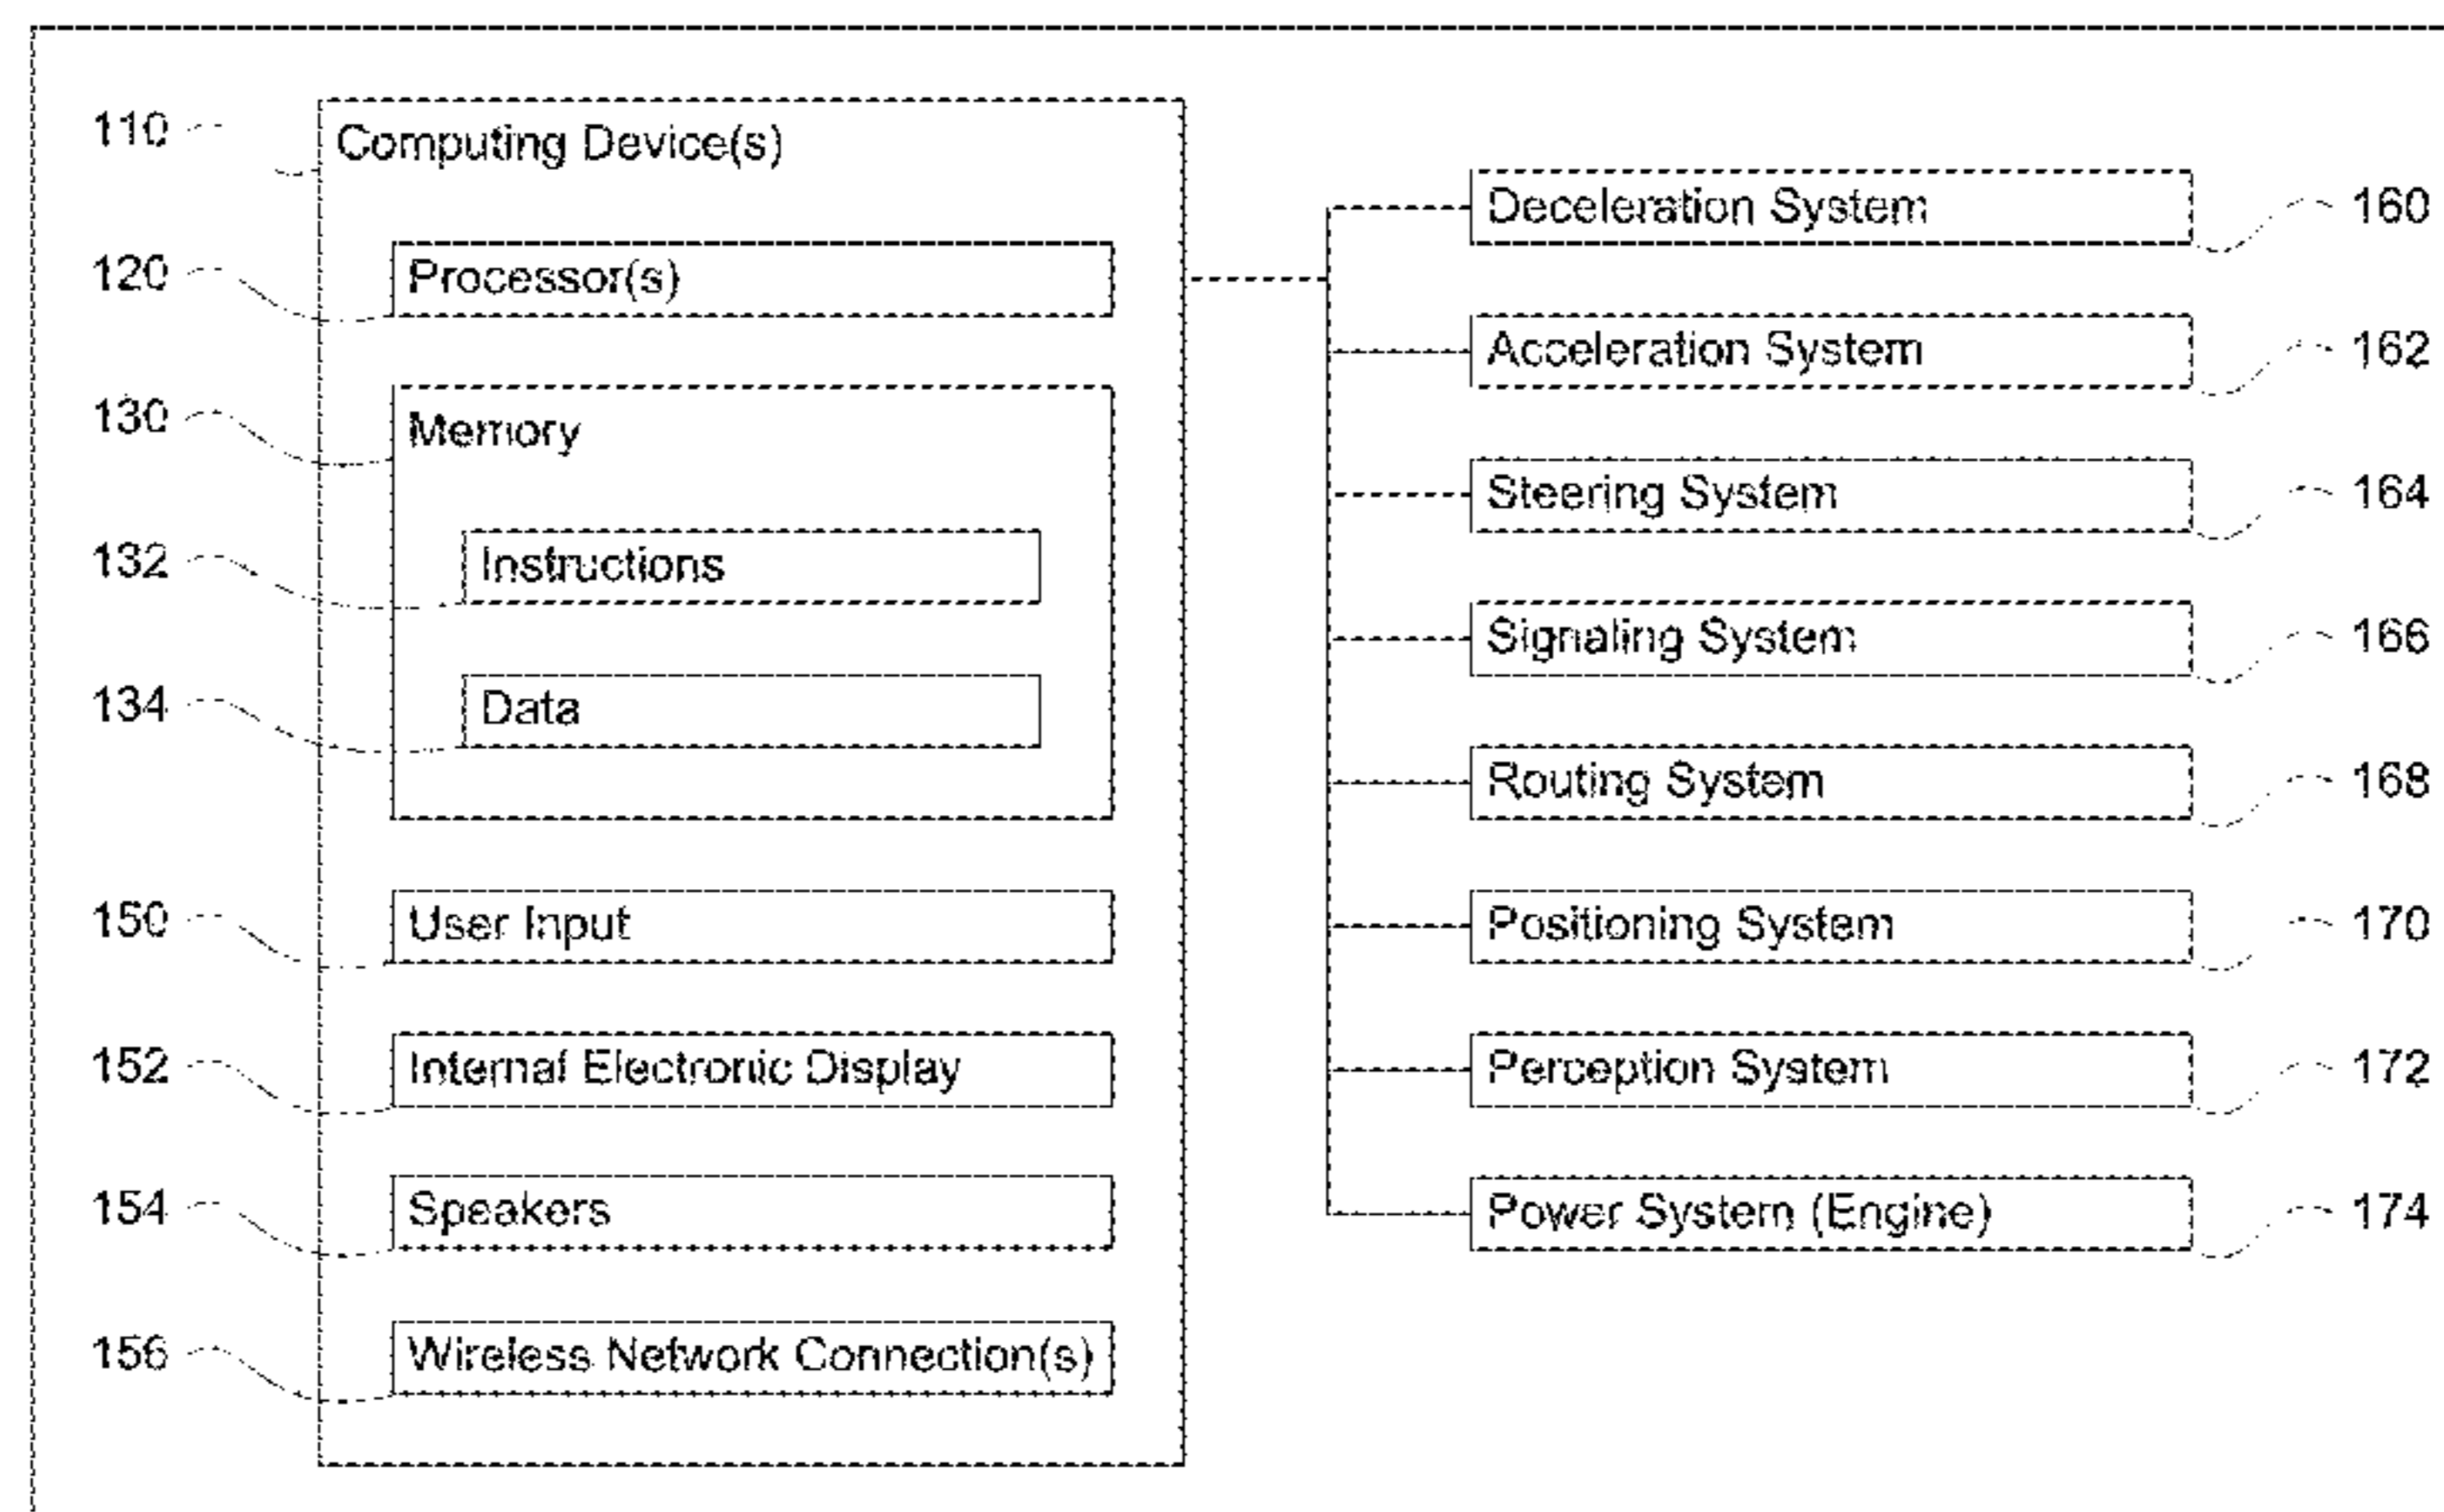 110
Computing Device(s)
120
Processor(s)
130
Memory
132
Instructions
134
Data
150
User Input
152
Internal Electronic Display
154
Speakers
156
Wireless Network Connection(s)
Deceleration System
160
Acceleration System
162
Steering System
164
Signaling System
166
Routing System
168
Positioning System
170
Perception System
172
Power System (Engine)
174